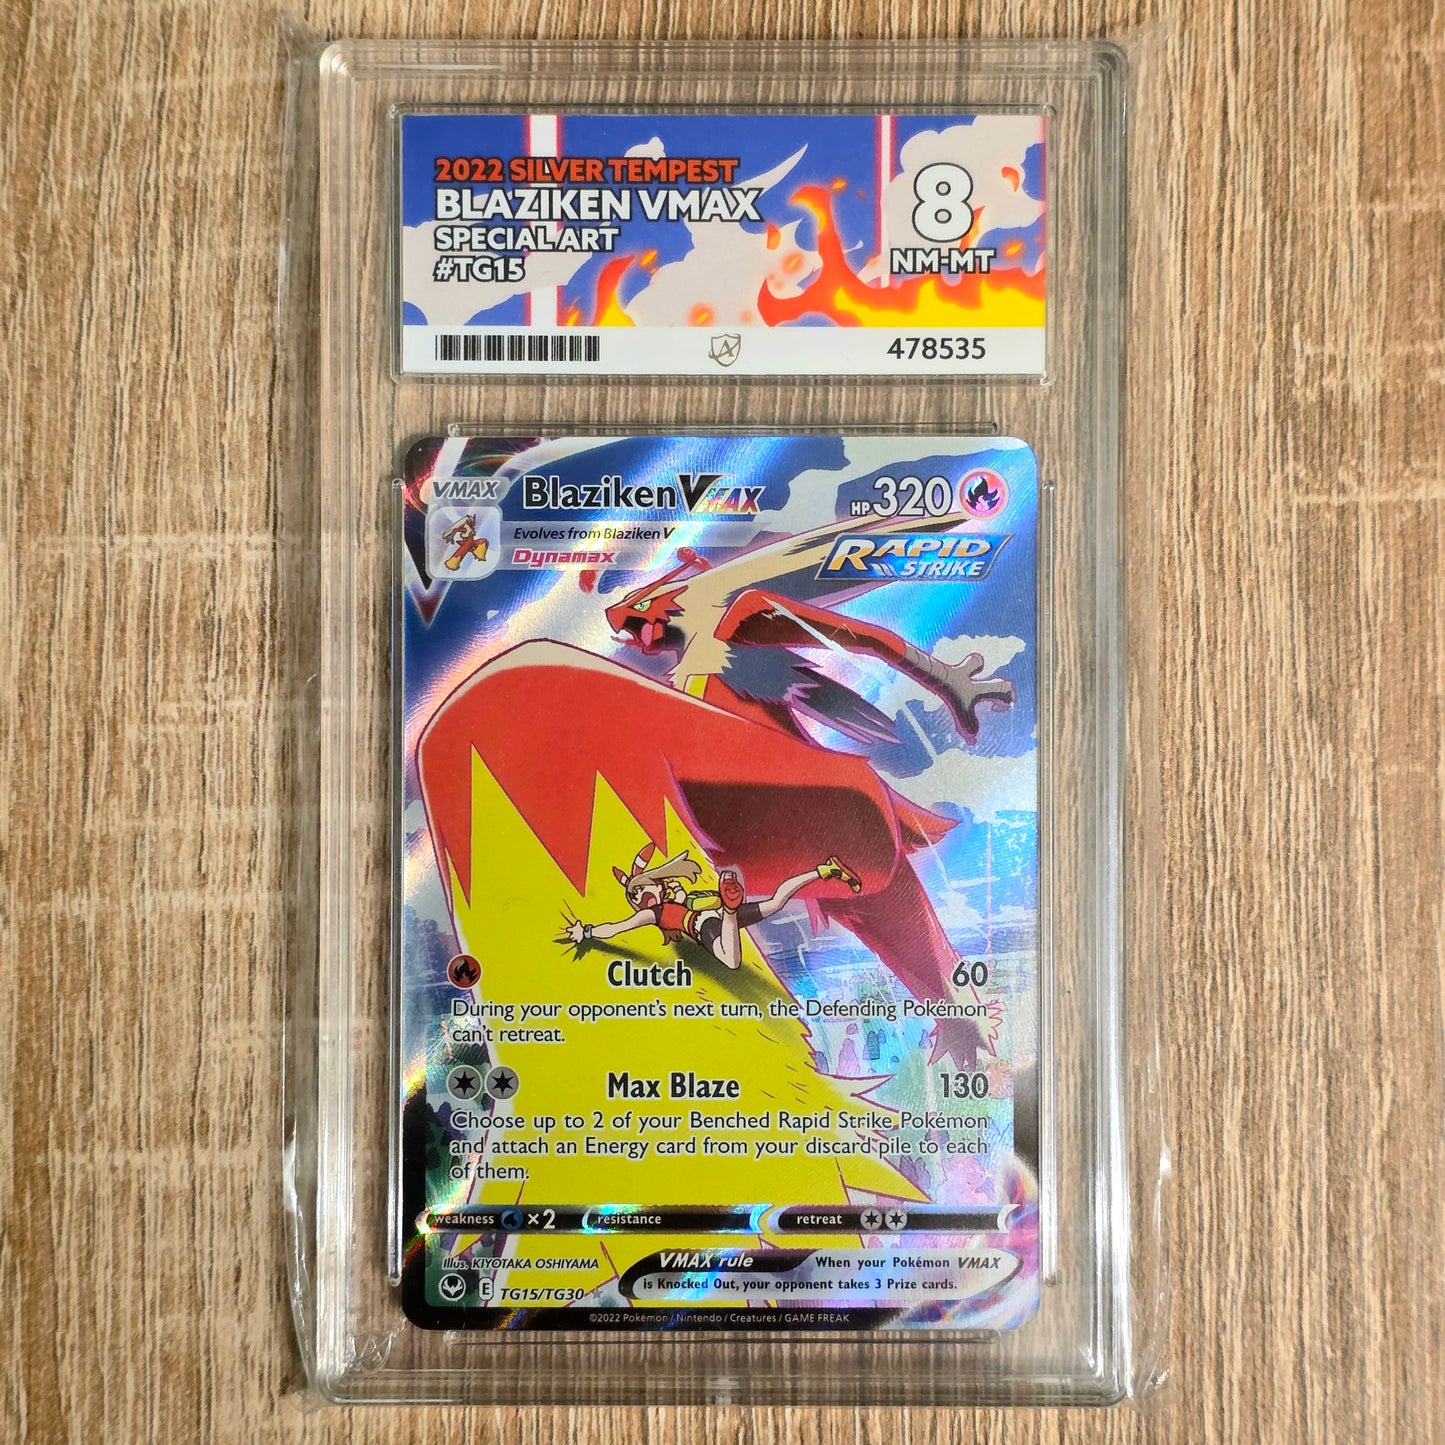 2022 SILVER TEMPEST
BLAZIKEN VMAX
SPECIAL ART
#TG15
8
NM-MT
478535
VMAX
Blaziken VMAX
HP 320
Evolves from Blaziken V
Dynamax
RAPID
STRIKE
Clutch 60
During your opponent's next turn, the Defending Pokémon
can't retreat.
Max Blaze 130
Choose up to 2 of your Benched Rapid Strike Pokémon
and attach an Energy card from your discard pile to each
of them.
weakness ×2 resistance retreat
Illus. KIYOTAKA OSHIYAMA
VMAX rule When your Pokémon VMAX
is Knocked Out, your opponent takes 3 Prize cards.
E TG15/TG30
©2022 Pokémon / Nintendo / Creatures / GAME FREAK